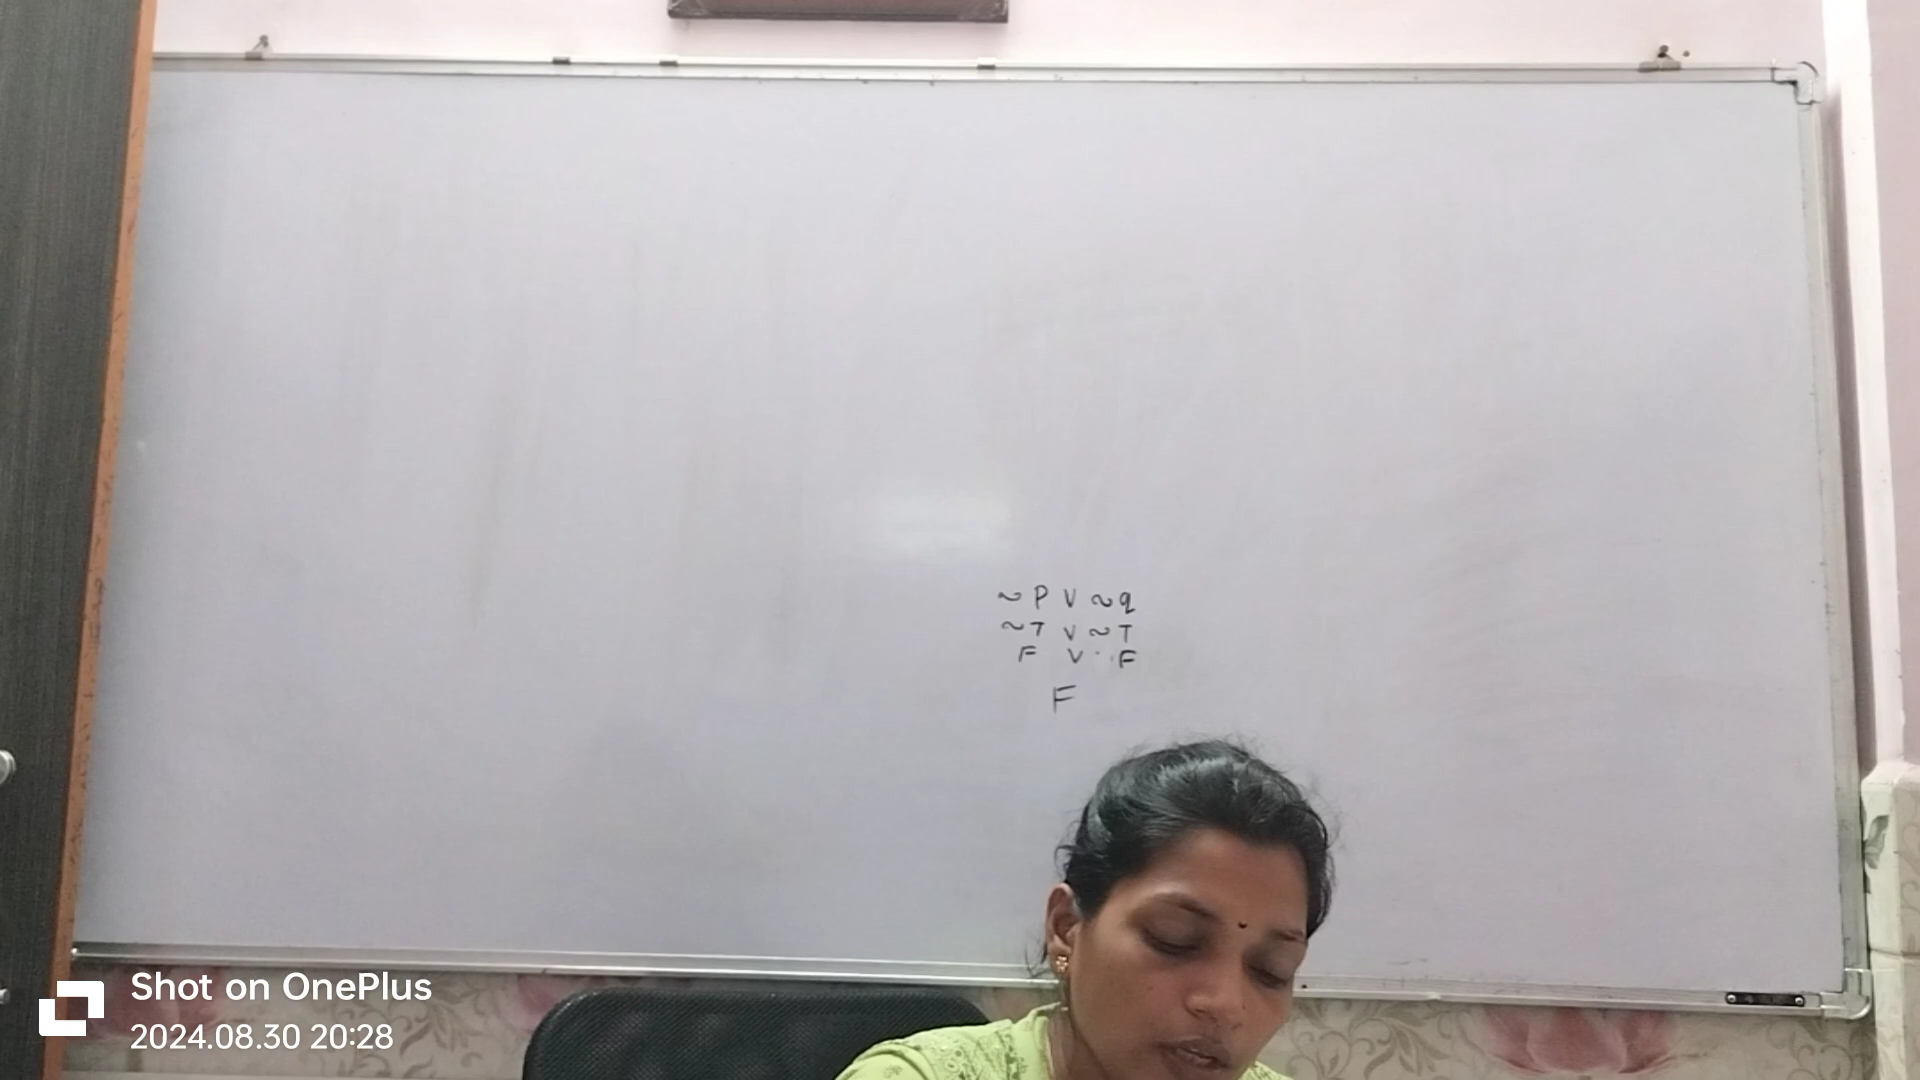 ~ P V ~ q
~ T V ~ T
F V F
F
Shot on OnePlus
2024.08.30 20:28